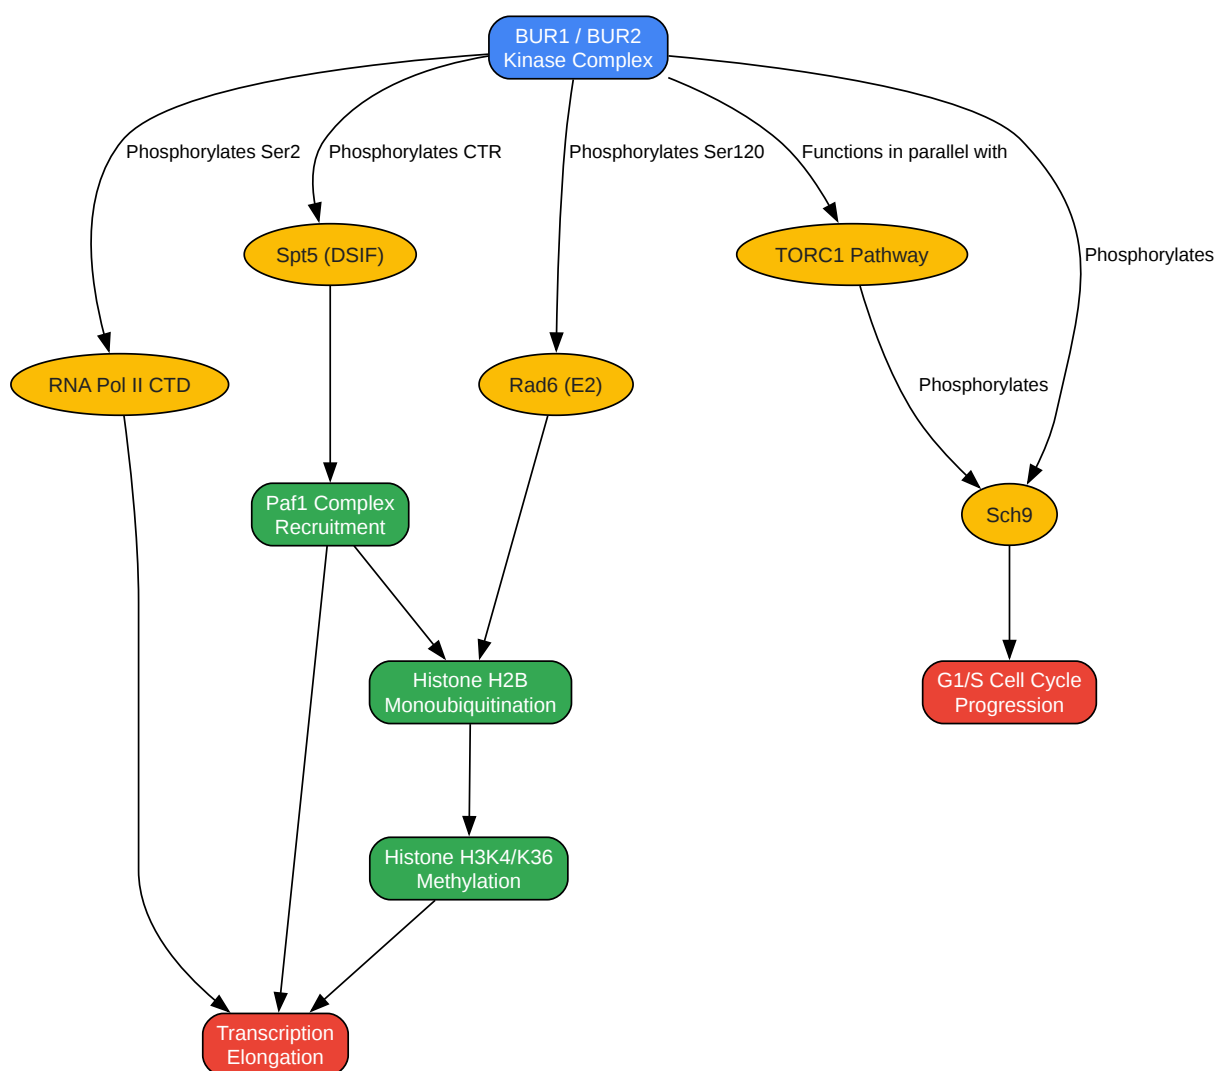 BUR1 / BUR2
Kinase Complex
Phosphorylates Ser2
Phosphorylates CTR
Phosphorylates Ser120
Functions in parallel with
Spt5 (DSIF)
TORC1 Pathway
Phosphorylates
RNA Pol II CTD
Rad6 (E2)
Phosphorylates
Paf1 Complex
Recruitment
Sch9
Histone H2B
Monoubiquitination
G1/S Cell Cycle
Progression
Histone H3K4/K36
Methylation
Transcription
Elongation